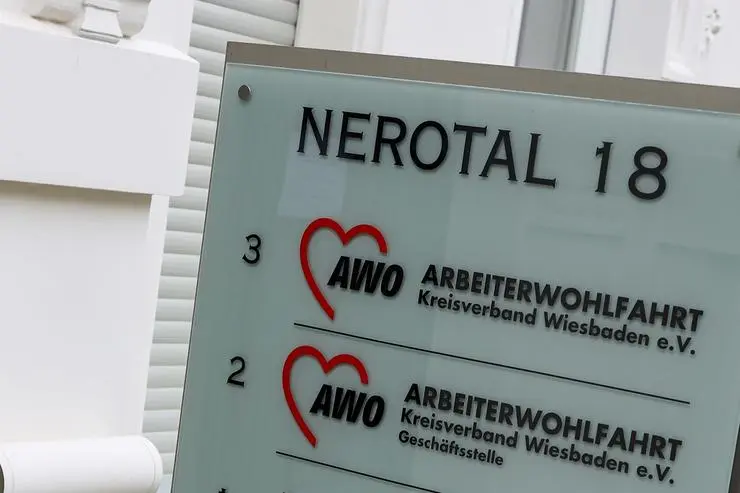 NEROTAL 18
3 AWO ARBEITERWOHLFAHRT
Kreisverband Wiesbaden e.V.
2 AWO ARBEITERWOHLFAHRT
Kreisverband Wiesbaden e.V.
Geschäftsstelle